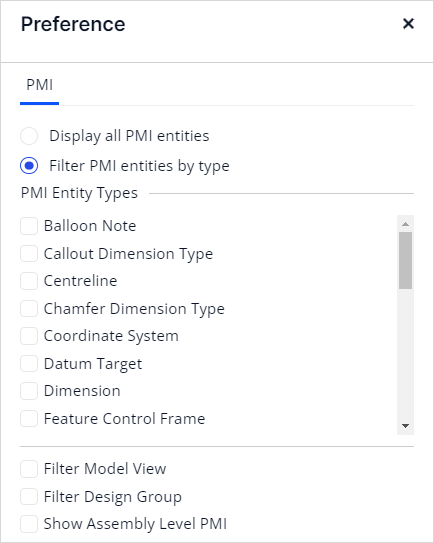 Preference
PMI
Display all PMI entities
Filter PMI entities by type
PMI Entity Types
Balloon Note
Callout Dimension Type
Centreline
Chamfer Dimension Type
Coordinate System
Datum Target
Dimension
Feature Control Frame
Filter Model View
Filter Design Group
Show Assembly Level PMI